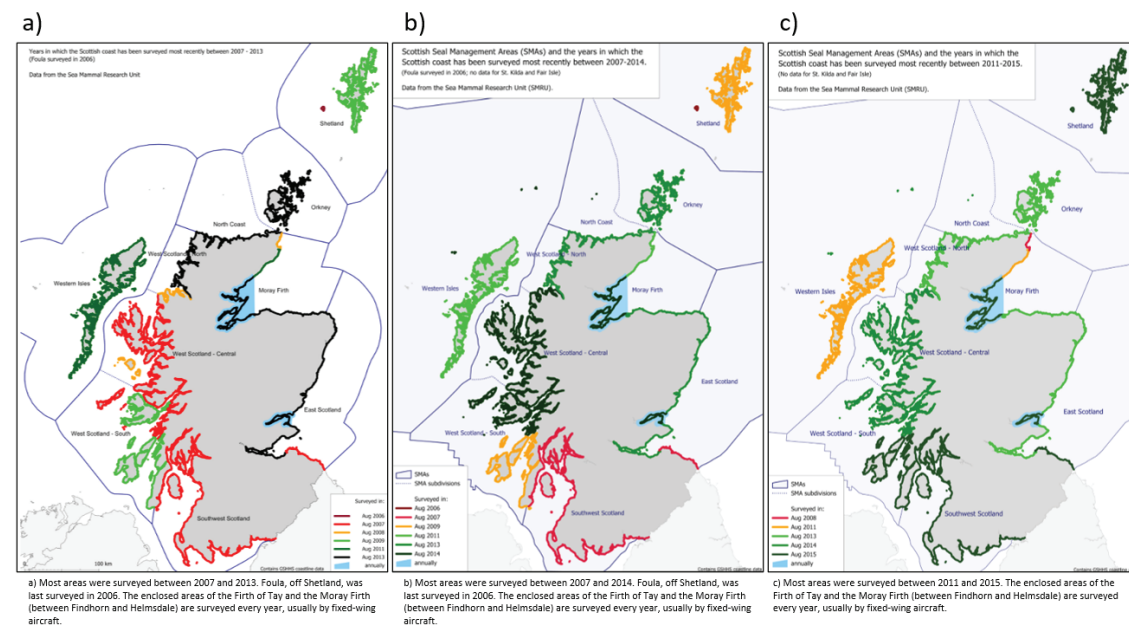 a)
Years in which the Scottish coast has been surveyed most recently between 2007 - 2013
(Foula surveyed in 2006)
Data from the Sea Mammal Research Unit
Shetland
Orkney
North Coast
West Scotland - North
Western Isles
Moray Firth
West Scotland - Central
East Scotland
West Scotland - South
Southwest Scotland
Surveyed in:
Aug 2006
Aug 2007
Aug 2008
Aug 2009
Aug 2011
Aug 2013
annually
100 km
Contains GSHHS coastline data
a) Most areas were surveyed between 2007 and 2013. Foula, off Shetland, was
last surveyed in 2006. The enclosed areas of the Firth of Tay and the Moray Firth
(between Findhorn and Helmsdale) are surveyed every year, usually by fixed-wing
aircraft.
b)
Scottish Seal Management Areas (SMAs) and the years in which the
Scottish coast has been surveyed most recently between 2007-2014.
(Foula surveyed in 2006; no data for St. Kilda and Fair Isle)
Data from the Sea Mammal Research Unit (SMRU).
Shetland
Orkney
North Coast
West Scotland - North
Western Isles
Moray Firth
West Scotland - Central
East Scotland
West Scotland - South
Southwest Scotland
SMAs
SMA subdivisions
Surveyed in:
Aug 2006
Aug 2007
Aug 2009
Aug 2011
Aug 2013
Aug 2014
annually
Contains GSHHS coastline data
b) Most areas were surveyed between 2007 and 2014. Foula, off Shetland, was
last surveyed in 2006. The enclosed areas of the Firth of Tay and the Moray Firth
(between Findhorn and Helmsdale) are surveyed every year, usually by fixed-wing
aircraft.
c)
Scottish Seal Management Areas (SMAs) and the years in which the
Scottish coast has been surveyed most recently between 2011-2015.
(No data for St. Kilda and Fair Isle)
Data from the Sea Mammal Research Unit (SMRU).
Shetland
Orkney
North Coast
West Scotland - North
Western Isles
Moray Firth
West Scotland - Central
East Scotland
West Scotland - South
Southwest Scotland
SMAs
SMA subdivisions
Surveyed in:
Aug 2008
Aug 2011
Aug 2013
Aug 2014
Aug 2015
annually
Contains GSHHS coastline data
c) Most areas were surveyed between 2011 and 2015. The enclosed areas of the
Firth of Tay and the Moray Firth (between Findhorn and Helmsdale) are surveyed
every year, usually by fixed-wing aircraft.